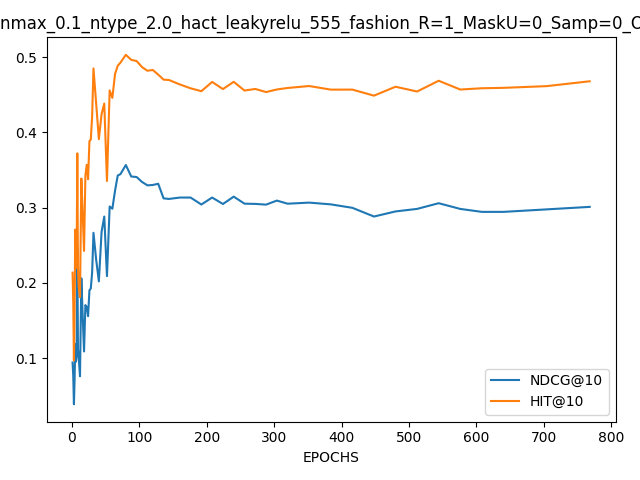 nmax_0.1_ntype_2.0_hact_leakyrelu_555_fashion_R=1_MaskU=0_Samp=0_C
0.5
0.4
0.3
0.2
0.1
NDCG@10
HIT@10
0 100 200 300 400 500 600 700 800
EPOCHS